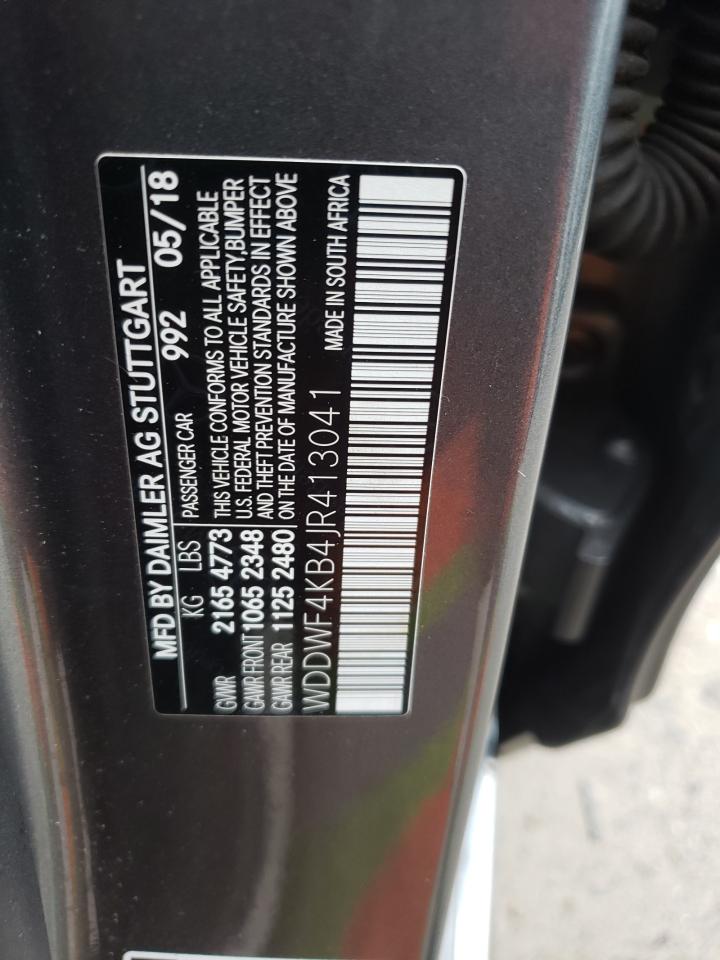 MFD BY DAIMLER AG STUTTGART
992 05/18
KG LBS PASSENGER CAR
GVWR 2165 4773 THIS VEHICLE CONFORMS TO ALL APPLICABLE
GAWR FRONT 1065 2348 U.S. FEDERAL MOTOR VEHICLE SAFETY,BUMPER
GAWR REAR 1125 2480 AND THEFT PREVENTION STANDARDS IN EFFECT
ON THE DATE OF MANUFACTURE SHOWN ABOVE
WDDWF4KB4JR413041 MADE IN SOUTH AFRICA